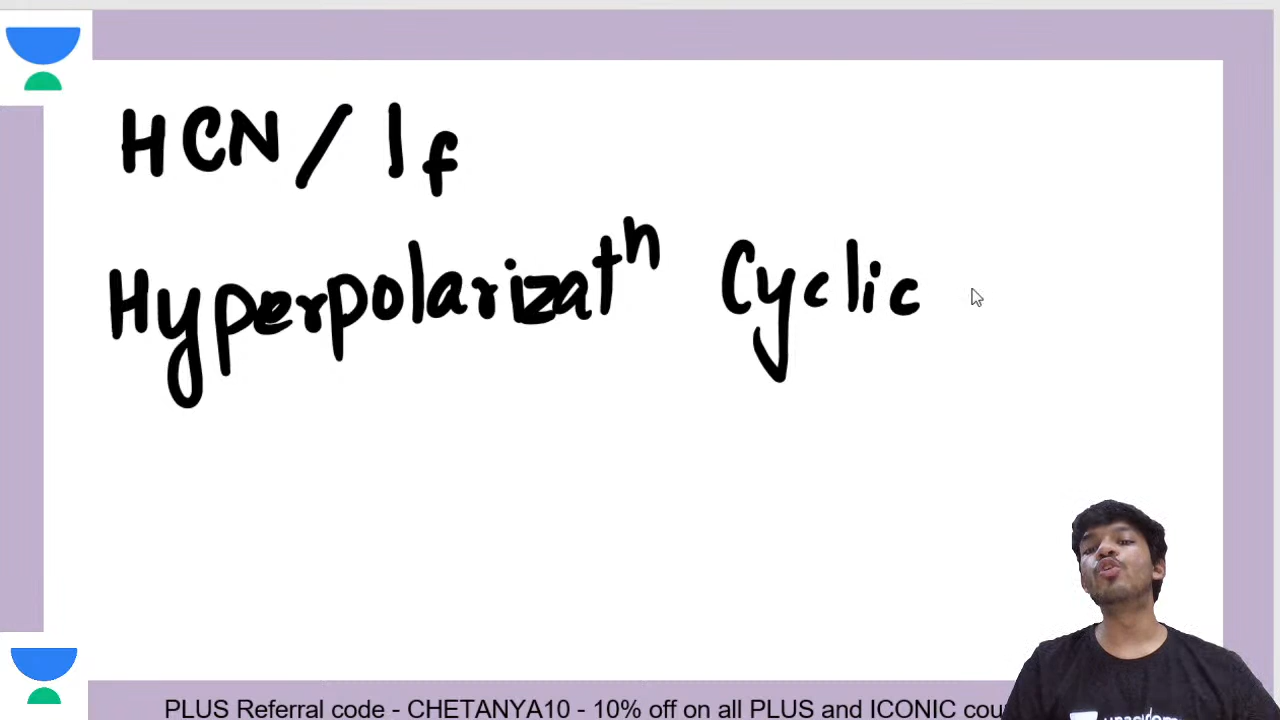 HCN / If
Hyperpolarizatn Cyclic
PLUS Referral code - CHETANYA10 - 10% off on all PLUS and ICONIC cou